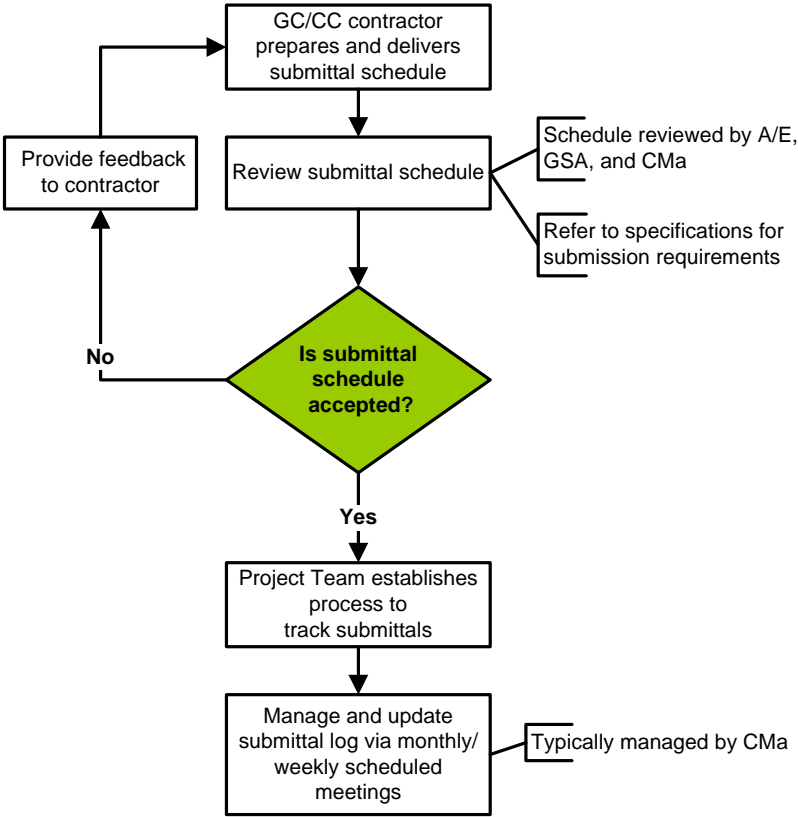 GC/CC contractor
prepares and delivers
submittal schedule
Provide feedback
to contractor
Review submittal schedule
Schedule reviewed by A/E,
GSA, and CMa
Refer to specifications for
submission requirements
No
Is submittal
schedule
accepted?
Yes
Project Team establishes
process to
track submittals
Manage and update
submittal log via monthly/
weekly scheduled
meetings
Typically managed by CMa